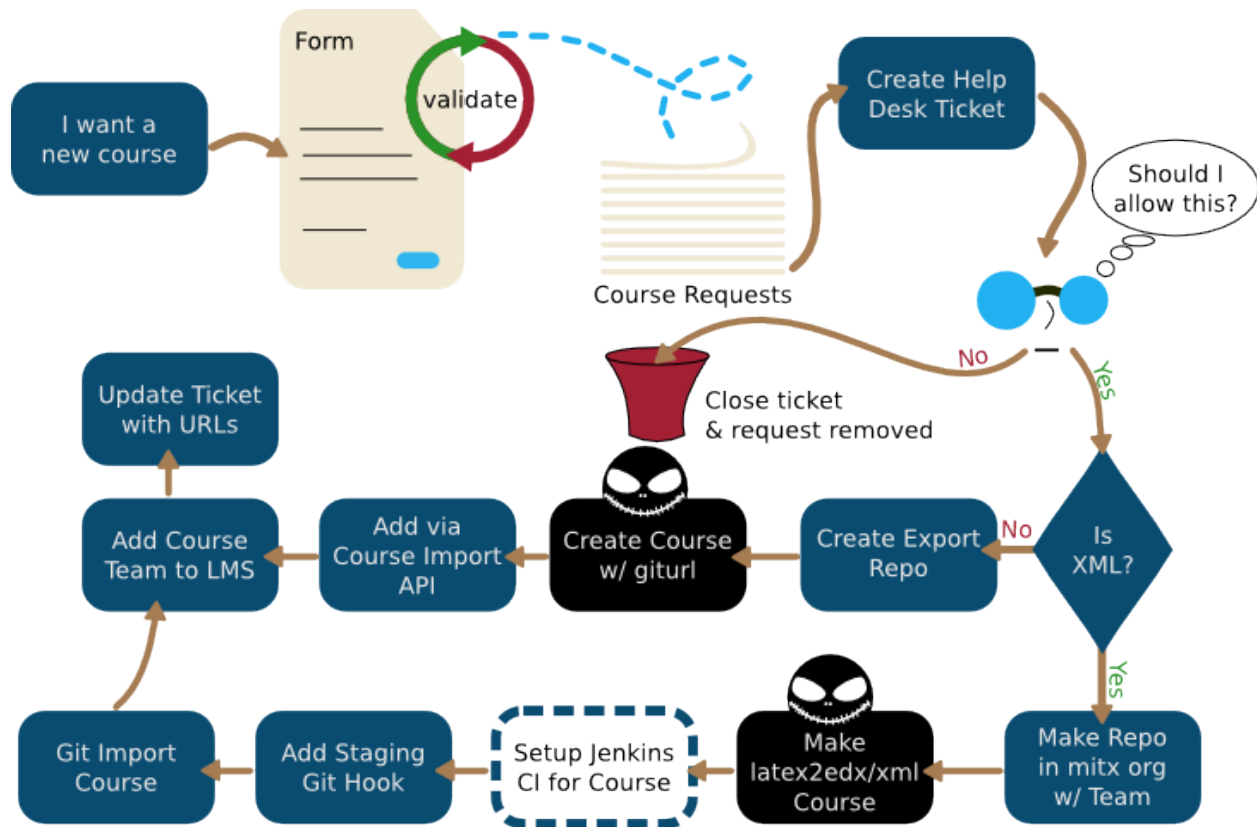 Form
validate
I want a
new course
Create Help
Desk Ticket
Should I
allow this?
Course Requests
No
Yes
Close ticket
& request removed
Update Ticket
with URLs
Add Course
Team to LMS
Add via
Course Import
API
Create Course
w/ giturl
Create Export
Repo
No
Is
XML?
Yes
Git Import
Course
Add Staging
Git Hook
Setup Jenkins
CI for Course
Make
latex2edx/xml
Course
Make Repo
in mitx org
w/ Team